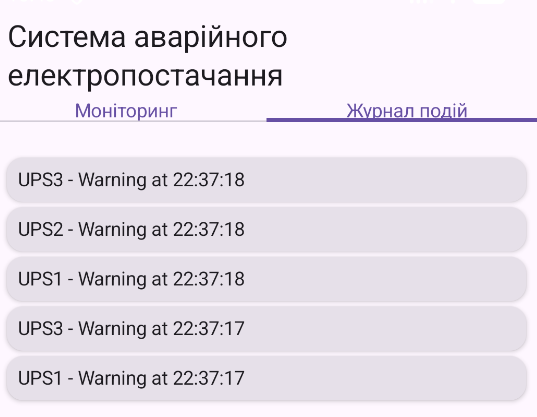 Система аварійного
електропостачання
Моніторинг
Журнал подій
UPS3 - Warning at 22:37:18
UPS2 - Warning at 22:37:18
UPS1 - Warning at 22:37:18
UPS3 - Warning at 22:37:17
UPS1 - Warning at 22:37:17